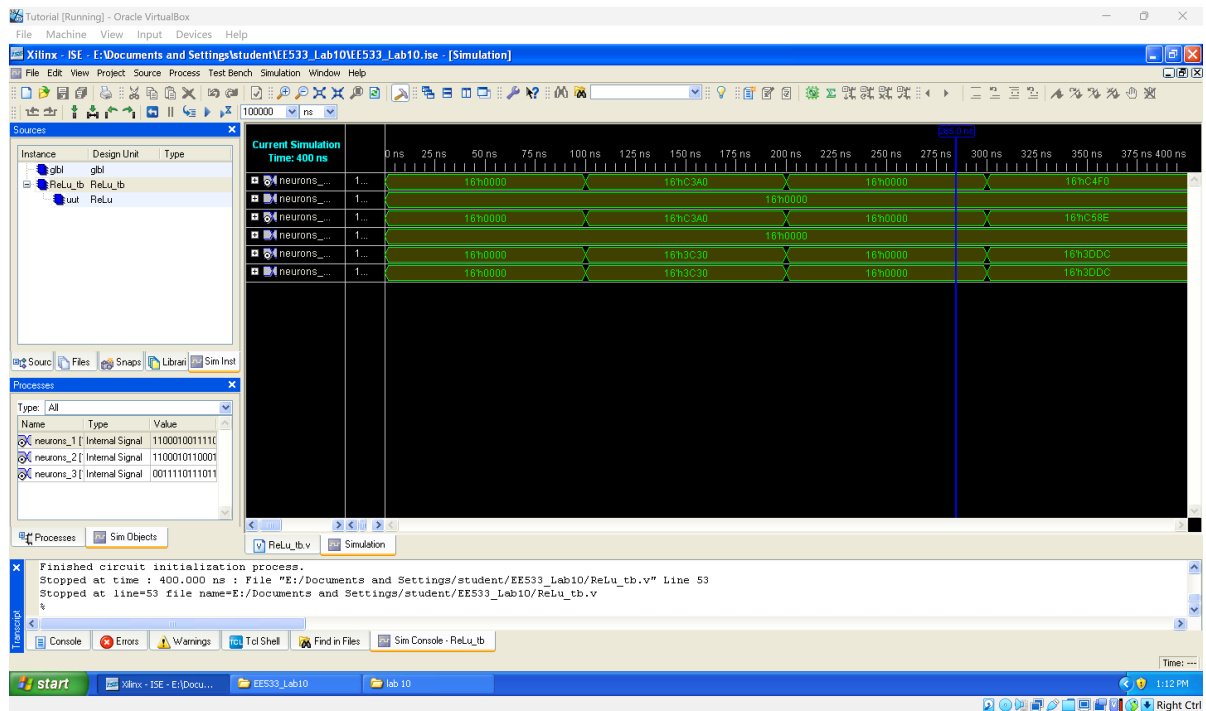 Tutorial [Running] - Oracle VirtualBox
File Machine View Input Devices Help
Xilinx - ISE - E:\Documents and Settings\student\EE533_Lab10\EE533_Lab10.ise - [Simulation]
File Edit View Project Source Process Test Bench Simulation Window Help
100000 ns
Sources
Instance Design Unit Type
glbl glbl
ReLu_tb ReLu_tb
uut ReLu
Sourc Files Snaps Librari Sim Inst
Processes
Type: All
Name Type Value
neurons_1 [ Internal Signal 110001001111
neurons_2 [ Internal Signal 1100010110001
neurons_3 [ Internal Signal 0011110111011
Processes Sim Objects
Current Simulation
Time: 400 ns
0 ns 25 ns 50 ns 75 ns 100 ns 125 ns 150 ns 175 ns 200 ns 225 ns 250 ns 275 ns 300 ns 325 ns 350 ns 375 ns 400 ns
neurons_... 1... 16'h0000 16'hC3A0 16'h0000 16'hC4F0
neurons_... 1... 16'h0000
neurons_... 1... 16'h0000 16'hC3A0 16'h0000 16'hC58E
neurons_... 1... 16'h0000
neurons_... 1... 16'h0000 16'h3C30 16'h0000 16'h3DDC
neurons_... 1... 16'h0000 16'h3C30 16'h0000 16'h3DDC
ReLu_tb.v Simulation
Finished circuit initialization process.
Stopped at time : 400.000 ns : File "E:/Documents and Settings/student/EE533_Lab10/ReLu_tb.v" Line 53
Stopped at line=53 file name=E:/Documents and Settings/student/EE533_Lab10/ReLu_tb.v
%
Transcript
Console Errors Warnings Tcl Shell Find in Files Sim Console - ReLu_tb
Time: ---
start Xilinx - ISE - E:\Docu... EE533_Lab10 lab 10 1:12 PM
Right Ctrl